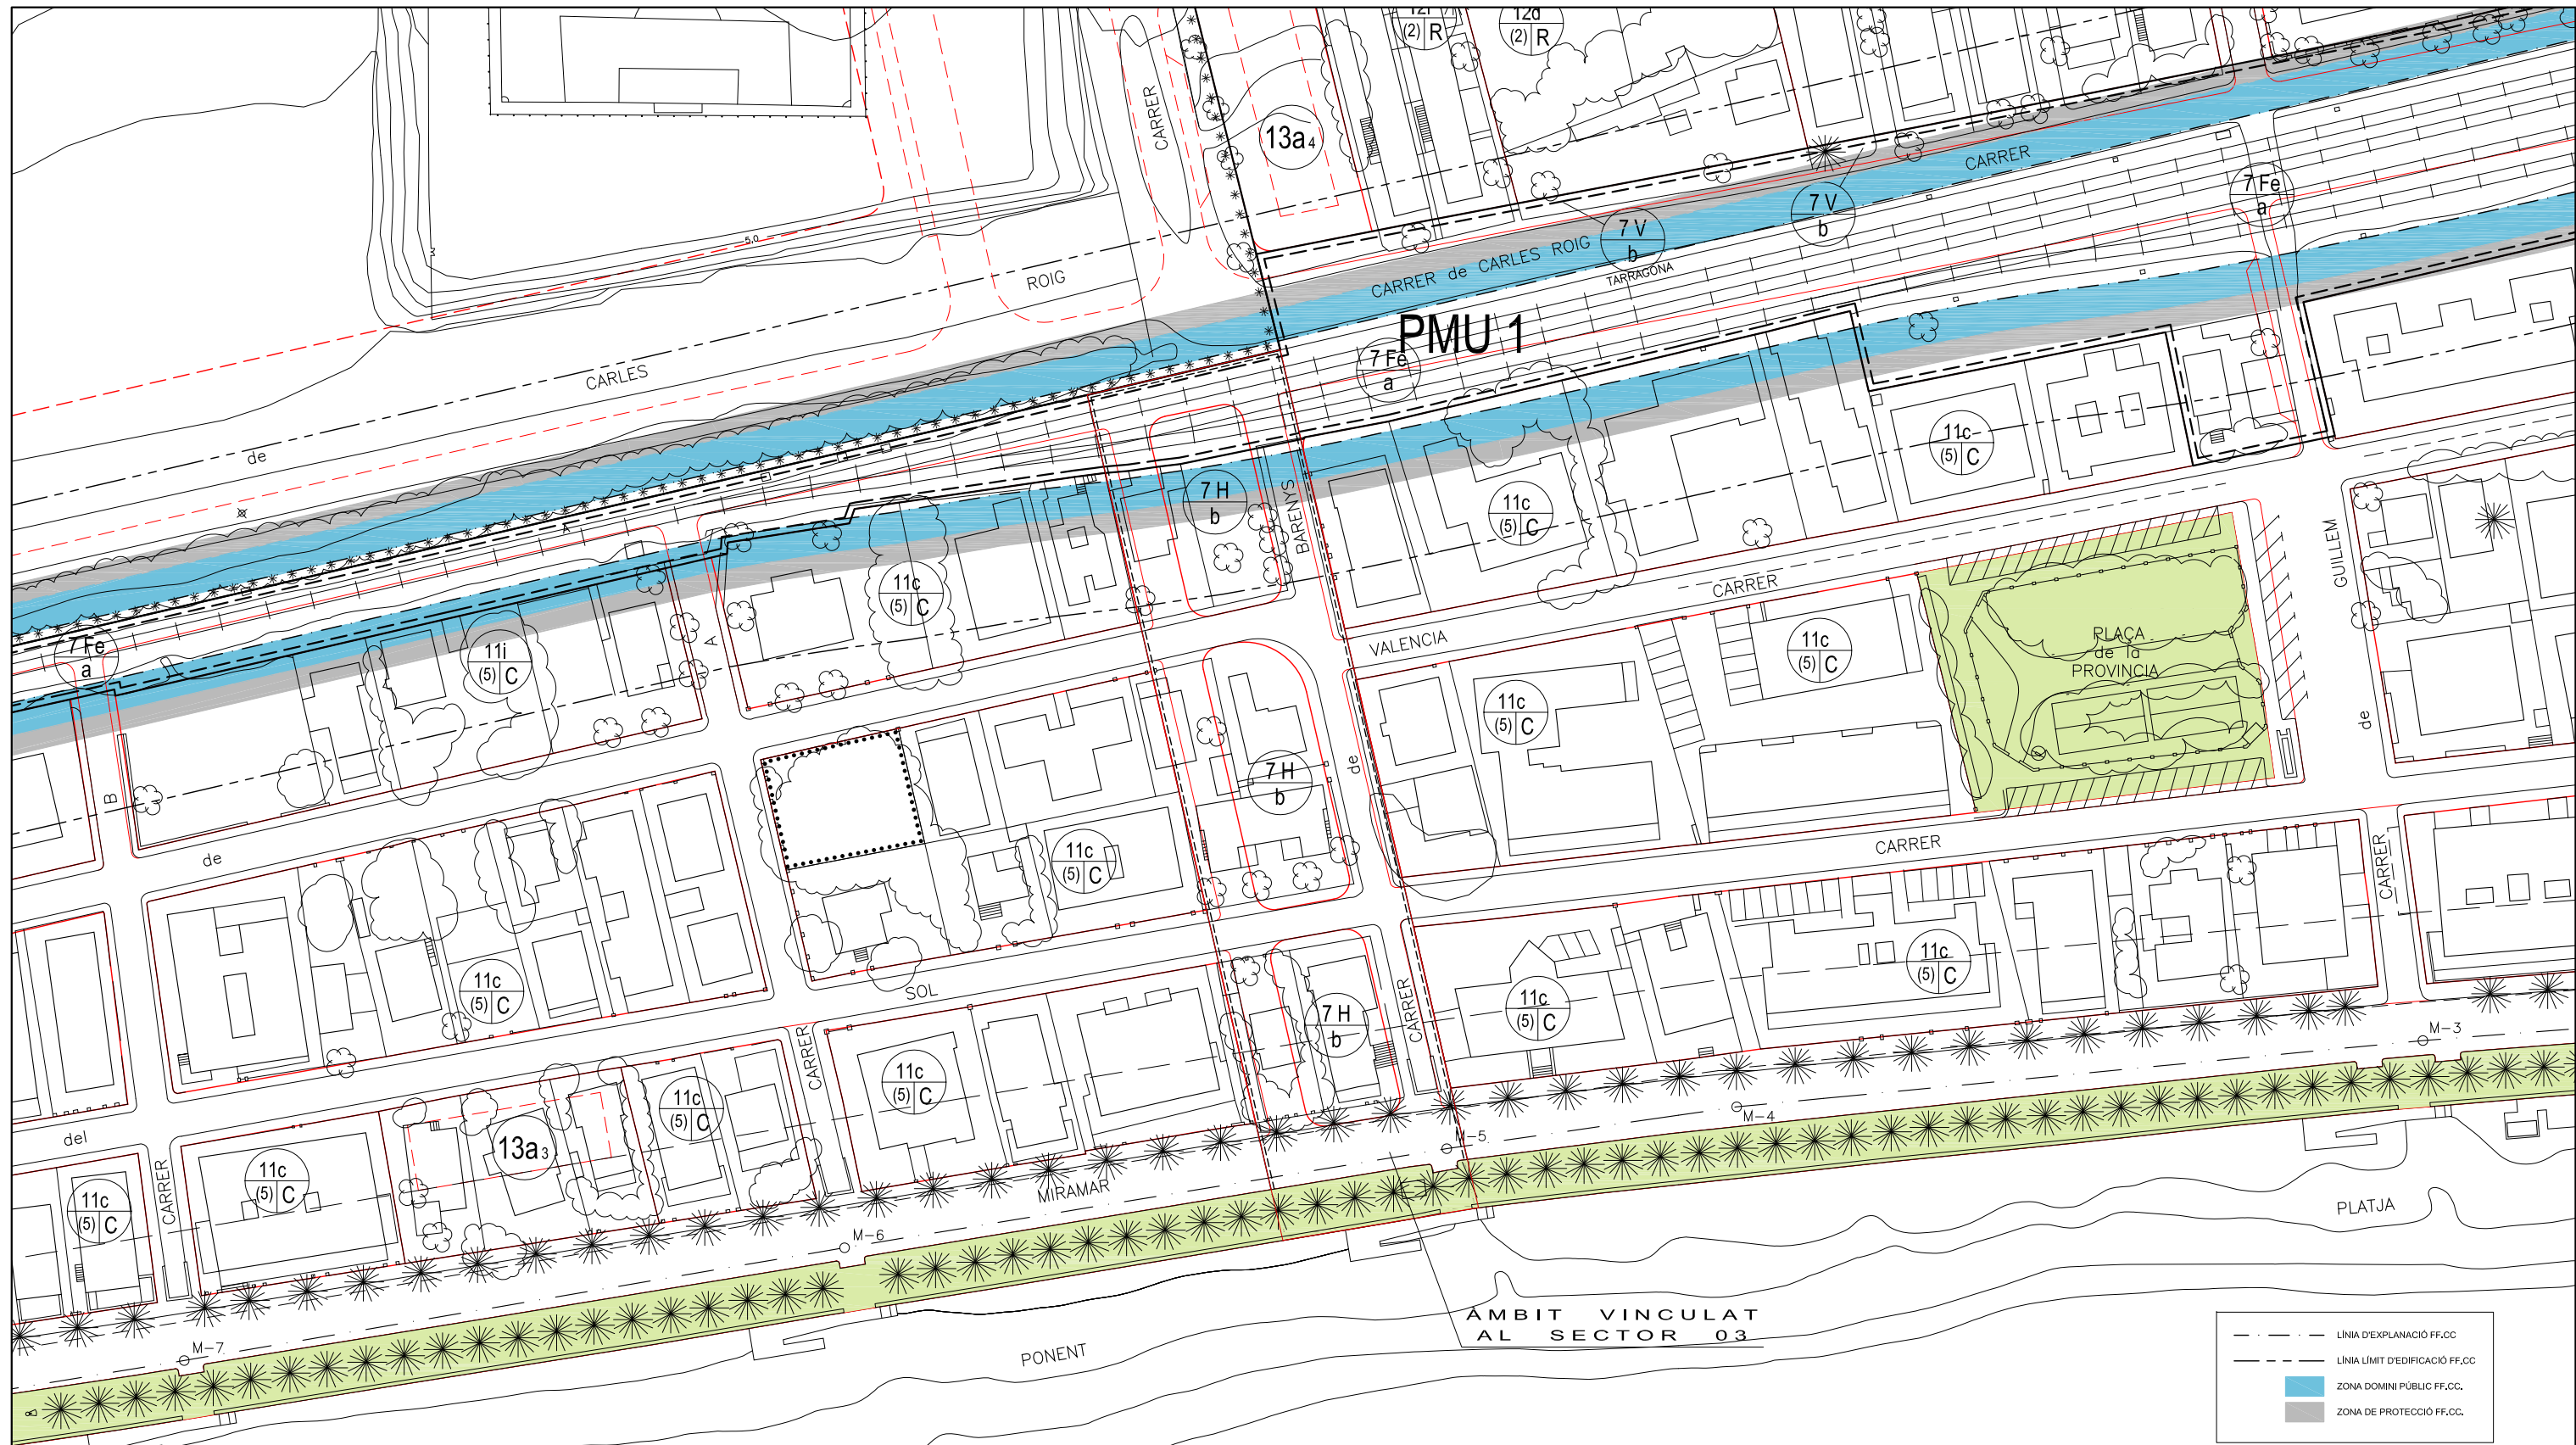 12d
(2) R
(2) R
CARRER
13a4
CARRER
7 Fe
a
7 V
b
7 V
b
CARRER de CARLES ROIG
TARRAGONA
5,0
ROIG
CARLES
de
PMU 1
7 Fe
a
11c
(5) C
7 H
b
BARENYS
11c
(5) C
GUILLEM
de
11c
(5) C
A
CARRER
VALENCIA
PLAÇA
de la
PROVINCIA
7 Fe
a
11i
(5) C
11c
(5) C
11c
(5) C
B
de
7 H
b
de
11c
(5) C
CARRER
CARRER
11c
(5) C
SOL
11c
(5) C
11c
(5) C
7 H
b
CARRER
CARRER
M-3
11c
(5) C
11c
(5) C
13a3
M-4
M-5
del
11c
(5) C
CARRER
11c
(5) C
MIRAMAR
M-6
PLATJA
M-7
PONENT
ÀMBIT VINCULAT
AL SECTOR 03
LÍNIA D'EXPLANACIÓ FF.CC
LÍNIA LÍMIT D'EDIFICACIÓ FF.CC
ZONA DOMINI PÚBLIC FF.CC.
ZONA DE PROTECCIÓ FF.CC.